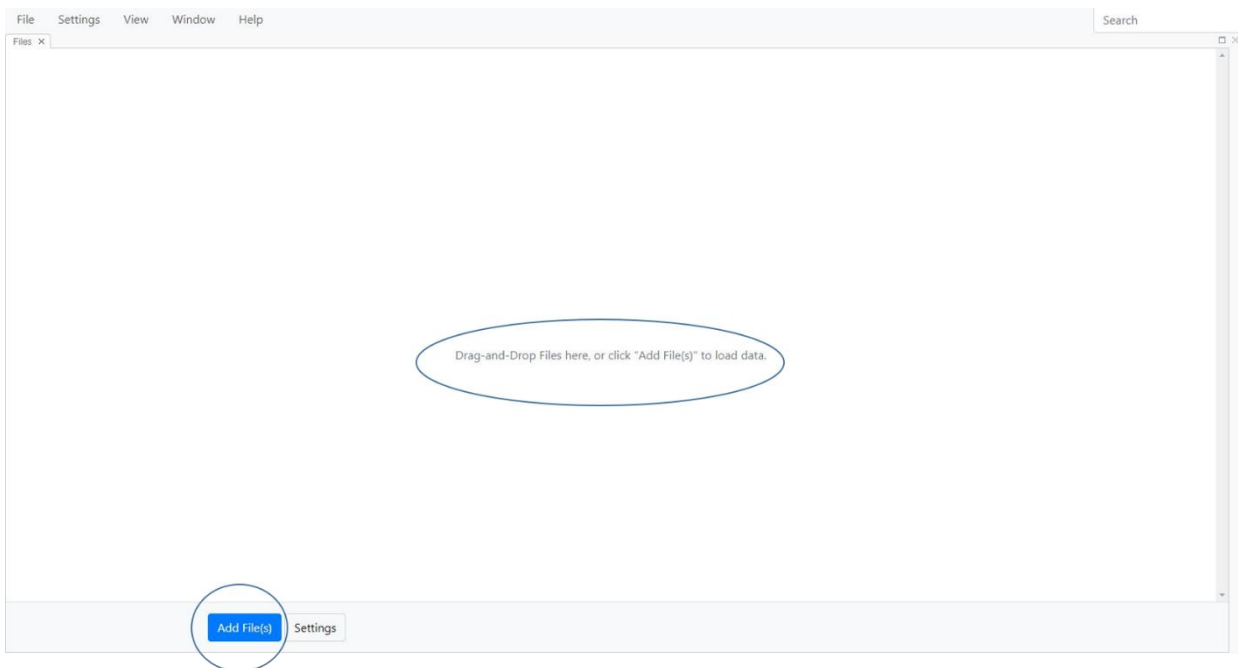 File Settings View Window Help Search
Files
Drag-and-Drop Files here, or click "Add File(s)" to load data.
Add File(s) Settings